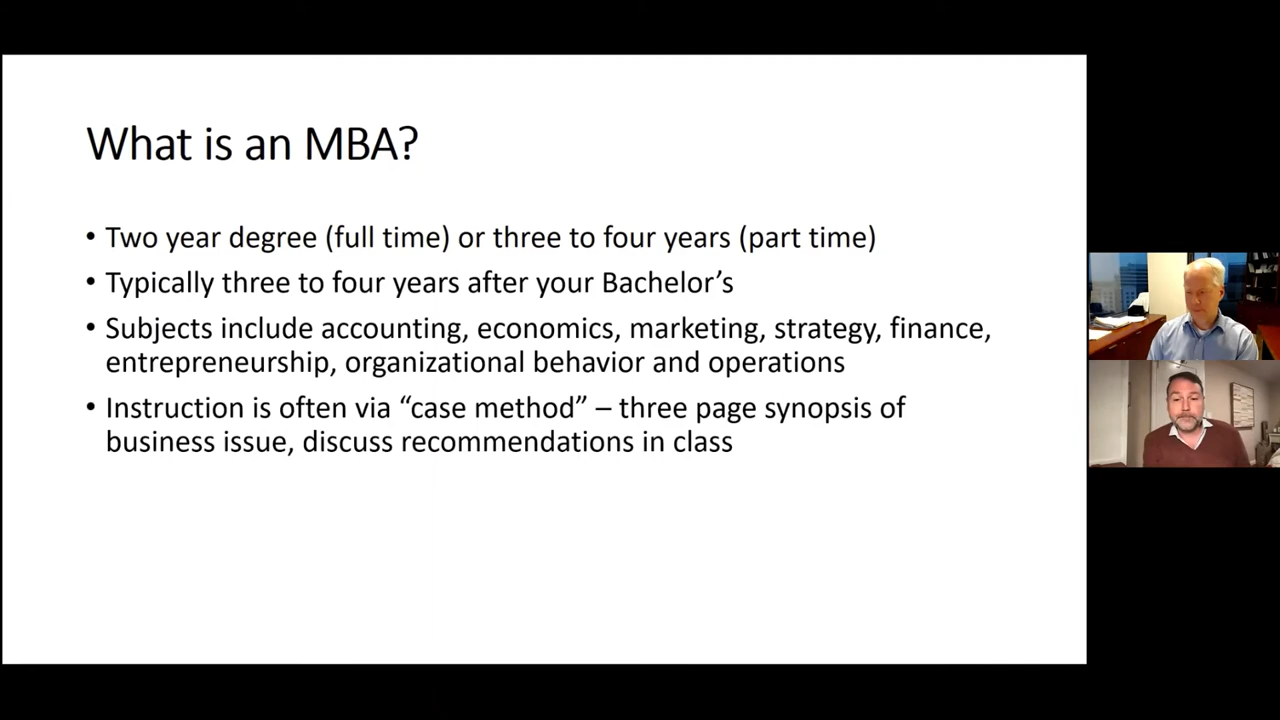 What is an MBA?
• Two year degree (full time) or three to four years (part time)
• Typically three to four years after your Bachelor’s
• Subjects include accounting, economics, marketing, strategy, finance,
entrepreneurship, organizational behavior and operations
• Instruction is often via “case method” – three page synopsis of
business issue, discuss recommendations in class